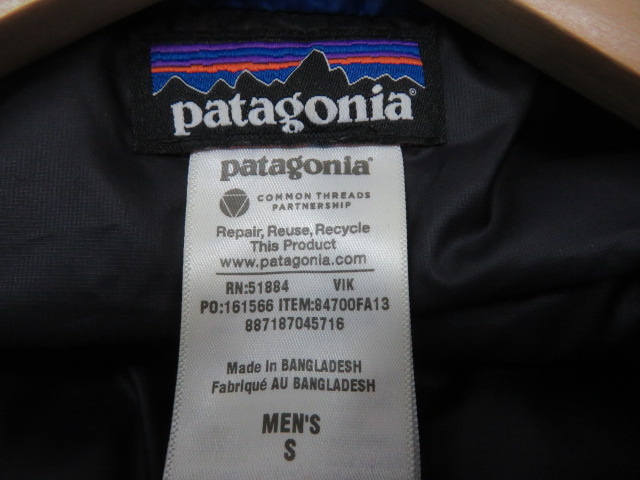 patagonia®
patagonia®
COMMON THREADS
PARTNERSHIP
Repair, Reuse, Recycle
This Product
www.patagonia.com
RN:51884 VIK
PO:161566 ITEM:84700FA13
887187045716
Made in BANGLADESH
Fabriqué AU BANGLADESH
MEN'S
S